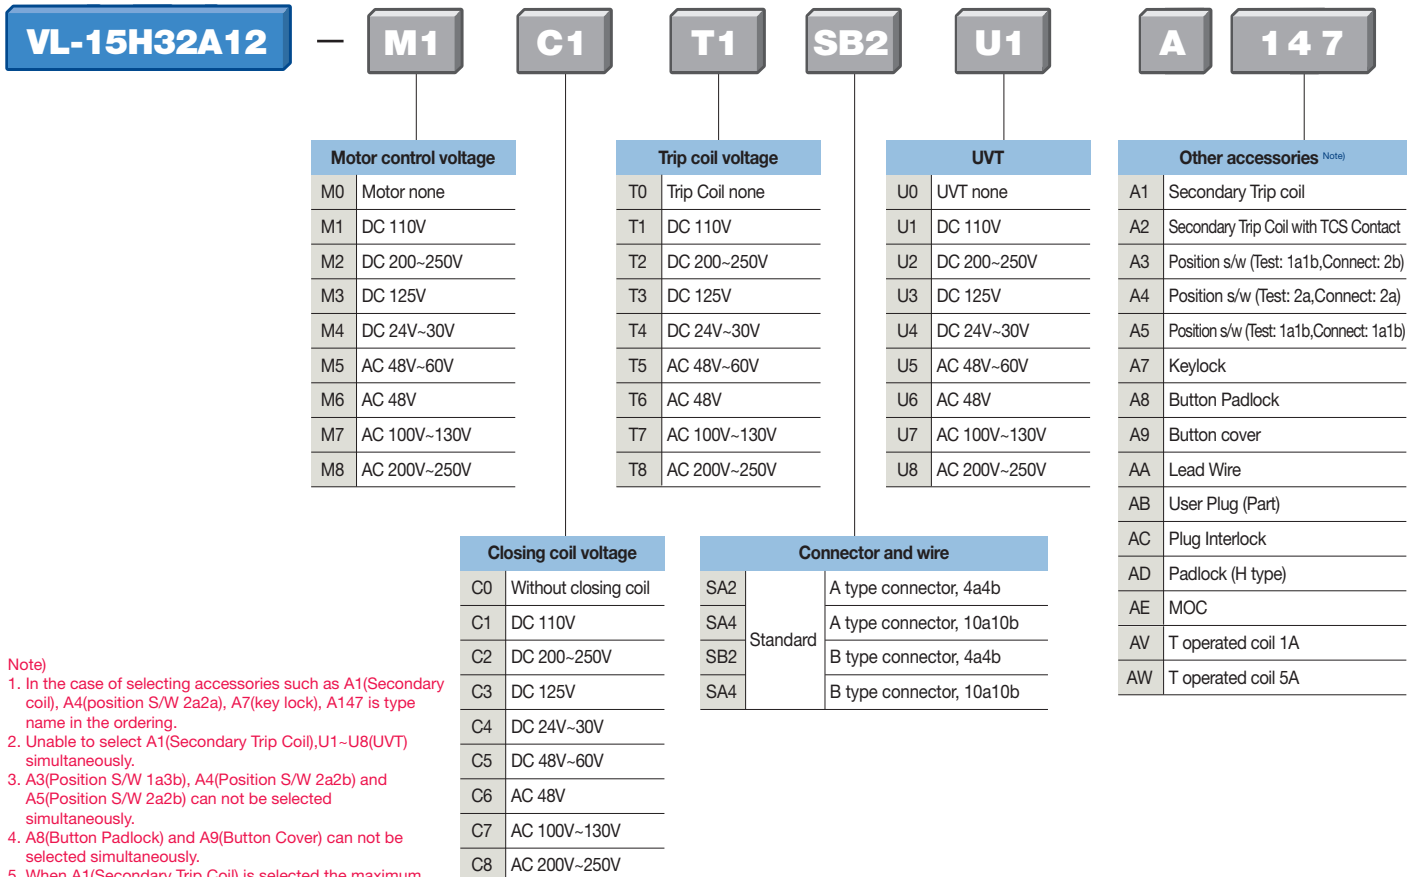 VL-15H32A12 – M1 C1 T1 SB2 U1 A 147
Motor control voltage
M0 Motor none
M1 DC 110V
M2 DC 200~250V
M3 DC 125V
M4 DC 24V~30V
M5 AC 48V~60V
M6 AC 48V
M7 AC 100V~130V
M8 AC 200V~250V
Trip coil voltage
T0 Trip Coil none
T1 DC 110V
T2 DC 200~250V
T3 DC 125V
T4 DC 24V~30V
T5 AC 48V~60V
T6 AC 48V
T7 AC 100V~130V
T8 AC 200V~250V
UVT
U0 UVT none
U1 DC 110V
U2 DC 200~250V
U3 DC 125V
U4 DC 24V~30V
U5 AC 48V~60V
U6 AC 48V
U7 AC 100V~130V
U8 AC 200V~250V
Other accessories Note)
A1 Secondary Trip coil
A2 Secondary Trip Coil with TCS Contact
A3 Position s/w (Test: 1a1b,Connect: 2b)
A4 Position s/w (Test: 2a,Connect: 2a)
A5 Position s/w (Test: 1a1b,Connect: 1a1b)
A7 Keylock
A8 Button Padlock
A9 Button cover
AA Lead Wire
AB User Plug (Part)
AC Plug Interlock
AD Padlock (H type)
AE MOC
AV T operated coil 1A
AW T operated coil 5A
Closing coil voltage
C0 Without closing coil
C1 DC 110V
C2 DC 200~250V
C3 DC 125V
C4 DC 24V~30V
C5 DC 48V~60V
C6 AC 48V
C7 AC 100V~130V
C8 AC 200V~250V
Connector and wire
SA2 A type connector, 4a4b
SA4 A type connector, 10a10b
Standard
SB2 B type connector, 4a4b
SA4 B type connector, 10a10b
Note)
1. In the case of selecting accessories such as A1(Secondary
coil), A4(position S/W 2a2a), A7(key lock), A147 is type
name in the ordering.
2. Unable to select A1(Secondary Trip Coil),U1~U8(UVT)
simultaneously.
3. A3(Position S/W 1a3b), A4(Position S/W 2a2b) and
A5(Position S/W 2a2b) can not be selected
simultaneously.
4. A8(Button Padlock) and A9(Button Cover) can not be
selected simultaneously.
5. When A1(Secondary Trip Coil) is selected the maximum